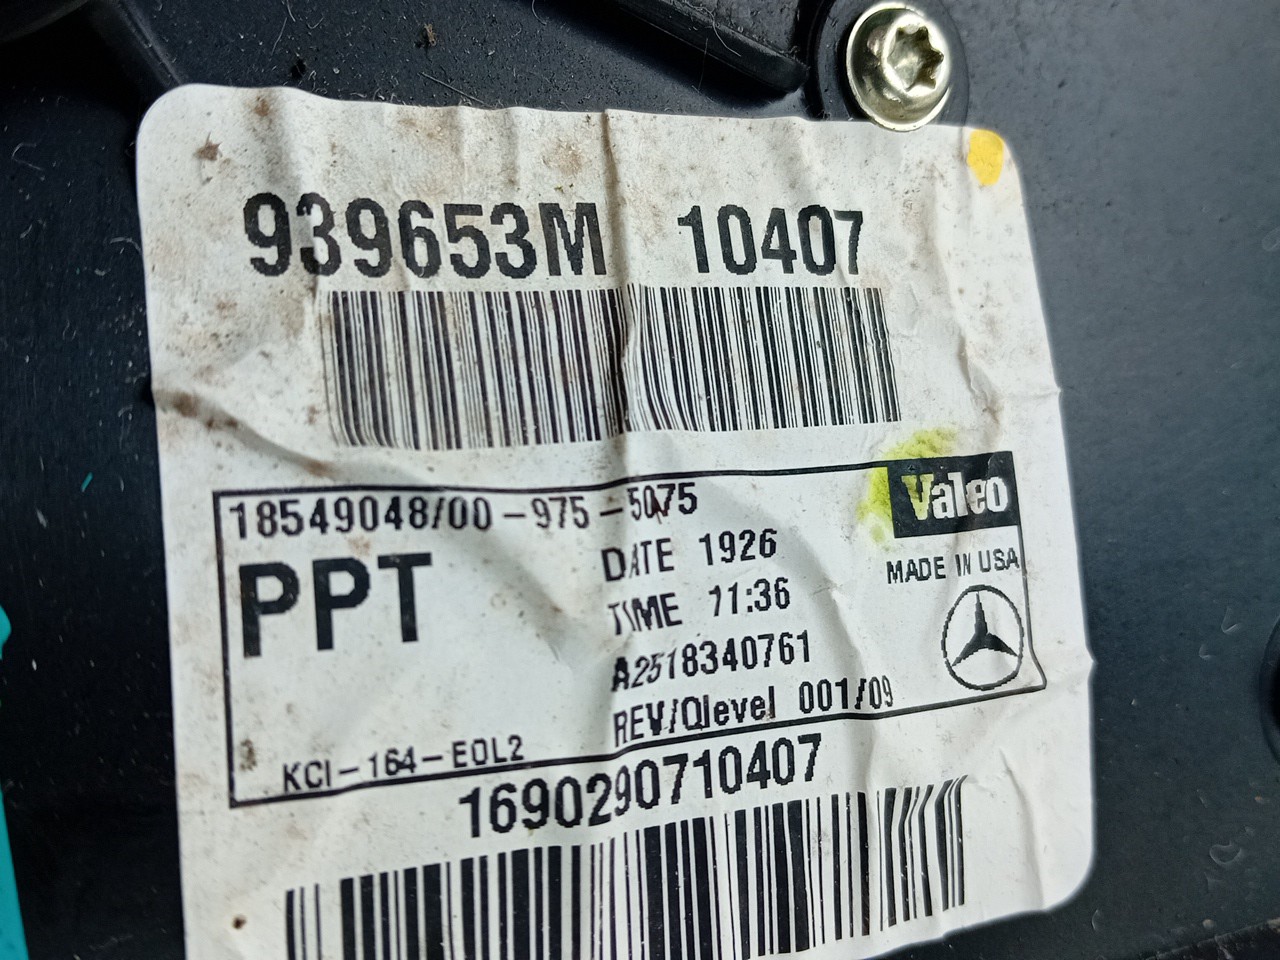 939653M 10407
18549048/00-975-5075
Valeo
PPT
DATE 1926
MADE IN USA
TIME 11:36
A2518340761
REV/Qlevel 001/09
KCI-164-EOL2
1690290710407